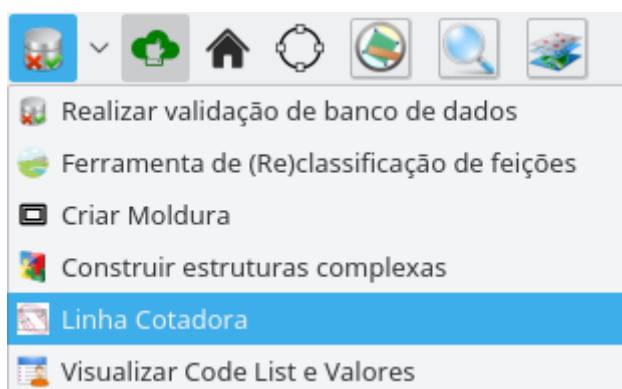 Realizar validação de banco de dados
Ferramenta de (Re)classificação de feições
Criar Moldura
Construir estruturas complexas
Linha Cotadora
Visualizar Code List e Valores